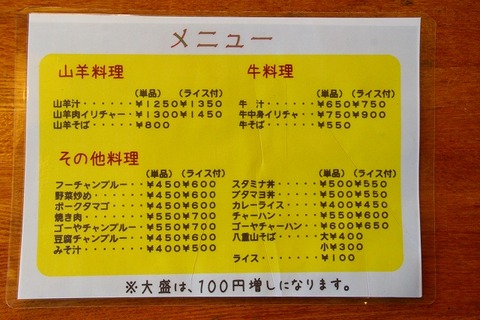 メニュー
山羊料理
(単品) (ライス付)
山羊汁・・・・・・¥1250¥1350
山羊肉イリチャー・・¥1300¥1450
山羊そば・・・・・¥800
牛料理
(単品) (ライス付)
牛 汁・・・・・・¥650¥750
牛中身イリチャ・・¥750¥900
牛そば・・・・・・¥550
その他料理
(単品) (ライス付)
フーチャンプルー・・¥450¥600
野菜炒め・・・・・¥450¥600
ポークタマゴ・・・¥450¥600
焼き肉・・・・・・¥550¥700
ゴーヤチャンプルー・・¥550¥700
豆腐チャンプルー・・¥450¥600
みそ汁・・・・・・¥400¥500
(単品) (ライス付)
スタミナ丼・・・・¥500¥550
ブタマヨ丼・・・・¥500¥550
カレーライス・・・¥400¥450
チャーハン・・・・¥550¥600
ゴーヤチャーハン・・¥600¥650
八重山そば・・・・大¥400
小¥300
ライス・・・・・・¥100
※大盛は、100円増しになります。